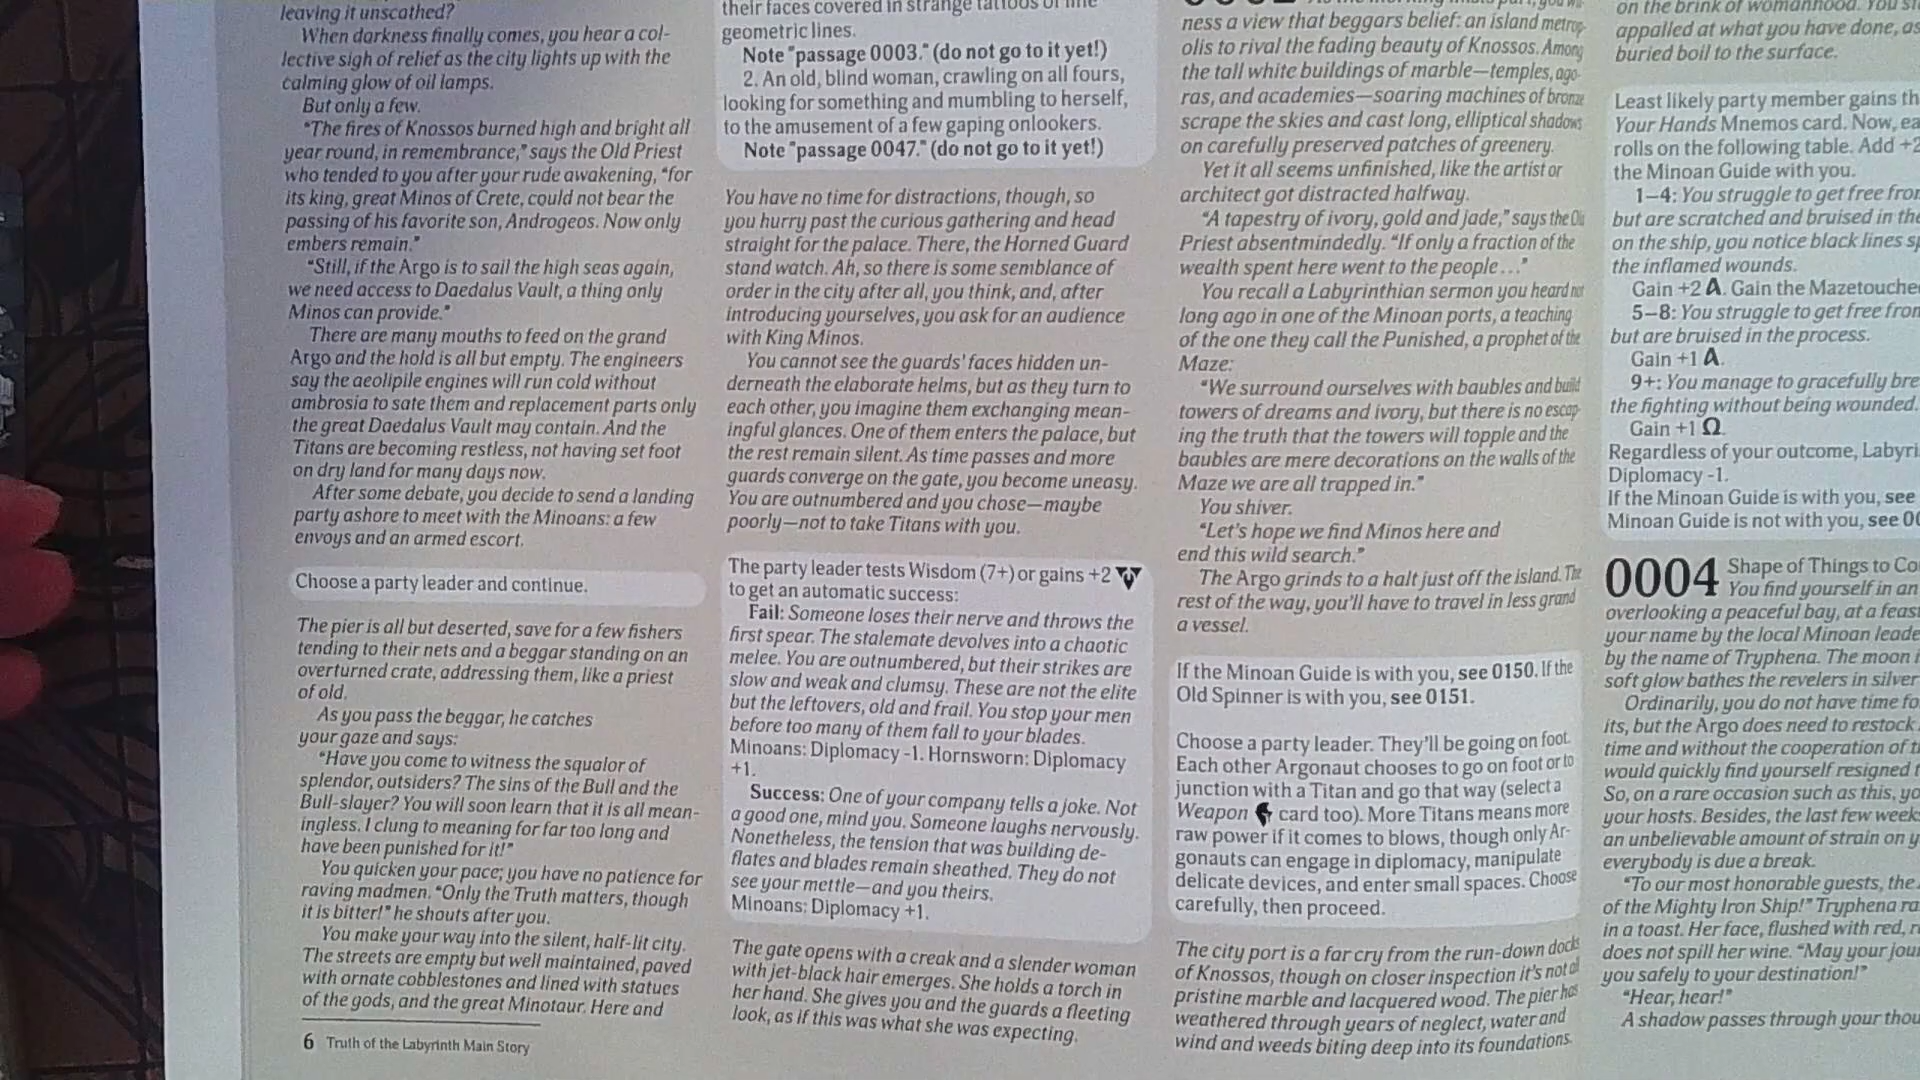 leaving it unscathed?
When darkness finally comes, you hear a col-
lective sigh of relief as the city lights up with the
calming glow of oil lamps.
But only a few.
“The fires of Knossos burned high and bright all
year round, in remembrance,” says the Old Priest
who tended to you after your rude awakening, “for
its king, great Minos of Crete, could not bear the
passing of his favorite son, Androgeos. Now only
embers remain.”
“Still, if the Argo is to sail the high seas again,
we need access to Daedalus Vault, a thing only
Minos can provide.”
There are many mouths to feed on the grand
Argo and the hold is all but empty. The engineers
say the aeolipile engines will run cold without
ambrosia to sate them and replacement parts only
the great Daedalus Vault may contain. And the
Titans are becoming restless, not having set foot
on dry land for many days now.
After some debate, you decide to send a landing
party ashore to meet with the Minoans: a few
envoys and an armed escort.
Choose a party leader and continue.
The pier is all but deserted, save for a few fishers
tending to their nets and a beggar standing on an
overturned crate, addressing them, like a priest
of old.
As you pass the beggar, he catches
your gaze and says:
“Have you come to witness the squalor of
splendor, outsiders? The sins of the Bull and the
Bull-slayer? You will soon learn that it is all mean-
ingless. I clung to meaning for far too long and
have been punished for it!”
You quicken your pace; you have no patience for
raving madmen. “Only the Truth matters, though
it is bitter!” he shouts after you.
You make your way into the silent, half-lit city.
The streets are empty but well maintained, paved
with ornate cobblestones and lined with statues
of the gods, and the great Minotaur. Here and
6 Truth of the Labyrinth Main Story
their faces covered in strange tattoos of
geometric lines.
Note "passage 0003." (do not go to it yet!)
2. An old, blind woman, crawling on all fours,
looking for something and mumbling to herself,
to the amusement of a few gaping onlookers.
Note "passage 0047." (do not go to it yet!)
You have no time for distractions, though, so
you hurry past the curious gathering and head
straight for the palace. There, the Horned Guard
stand watch. Ah, so there is some semblance of
order in the city after all, you think, and, after
introducing yourselves, you ask for an audience
with King Minos.
You cannot see the guards' faces hidden un-
derneath the elaborate helms, but as they turn to
each other, you imagine them exchanging mean-
ingful glances. One of them enters the palace, but
the rest remain silent. As time passes and more
guards converge on the gate, you become uneasy.
You are outnumbered and you chose—maybe
poorly—not to take Titans with you.
The party leader tests Wisdom (7+) or gains +2
to get an automatic success:
Fail: Someone loses their nerve and throws the
first spear. The stalemate devolves into a chaotic
melee. You are outnumbered, but their strikes are
slow and weak and clumsy. These are not the elite
but the leftovers, old and frail. You stop your men
before too many of them fall to your blades.
Minoans: Diplomacy -1. Hornsworn: Diplomacy
+1.
Success: One of your company tells a joke. Not
a good one, mind you. Someone laughs nervously.
Nonetheless, the tension that was building de-
flates and blades remain sheathed. They do not
see your mettle—and you theirs.
Minoans: Diplomacy +1.
The gate opens with a creak and a slender woman
with jet-black hair emerges. She holds a torch in
her hand. She gives you and the guards a fleeting
look, as if this was what she was expecting.
ness a view that beggars belief: an island metrop-
olis to rival the fading beauty of Knossos. Among
the tall white buildings of marble—temples, ago-
ras, and academies—soaring machines of bronze
scrape the skies and cast long, elliptical shadows
on carefully preserved patches of greenery.
Yet it all seems unfinished, like the artist or
architect got distracted halfway.
“A tapestry of ivory, gold and jade,” says the Old
Priest absentmindedly. “If only a fraction of the
wealth spent here went to the people...”
You recall a Labyrinthian sermon you heard not
long ago in one of the Minoan ports, a teaching
of the one they call the Punished, a prophet of the
Maze:
“We surround ourselves with baubles and build
towers of dreams and ivory, but there is no escap-
ing the truth that the towers will topple and the
baubles are mere decorations on the walls of the
Maze we are all trapped in.”
You shiver.
“Let’s hope we find Minos here and
end this wild search.”
The Argo grinds to a halt just off the island. The
rest of the way, you’ll have to travel in less grand
a vessel.
If the Minoan Guide is with you, see 0150. If the
Old Spinner is with you, see 0151.
Choose a party leader. They’ll be going on foot.
Each other Argonaut chooses to go on foot or to
junction with a Titan and go that way (select a
Weapon card too). More Titans means more
raw power if it comes to blows, though only Ar-
gonauts can engage in diplomacy, manipulate
delicate devices, and enter small spaces. Choose
carefully, then proceed.
The city port is a far cry from the run-down docks
of Knossos, though on closer inspection it's not all
pristine marble and lacquered wood. The pier has
weathered through years of neglect, water and
wind and weeds biting deep into its foundations.
on the brink of womanhood. You
appalled at what you have done, as
buried boil to the surface.
Least likely party member gains th
Your Hands Mnemos card. Now, ea
rolls on the following table. Add +2
the Minoan Guide with you.
1–4: You struggle to get free from
but are scratched and bruised in the
on the ship, you notice black lines sp
the inflamed wounds.
Gain +2 A. Gain the Mazetouche
5–8: You struggle to get free from
but are bruised in the process.
Gain +1 A.
9+: You manage to gracefully bre
the fighting without being wounded.
Gain +1 Ω.
Regardless of your outcome, Labyri
Diplomacy -1.
If the Minoan Guide is with you, see
Minoan Guide is not with you, see 00
0004 Shape of Things to Co
You find yourself in an
overlooking a peaceful bay, at a feas
your name by the local Minoan leade
by the name of Tryphena. The moon
soft glow bathes the revelers in silver
Ordinarily, you do not have time fo
its, but the Argo does need to restock
time and without the cooperation of
would quickly find yourself resigned
So, on a rare occasion such as this, yo
your hosts. Besides, the last few week
an unbelievable amount of strain on y
everybody is due a break.
“To our most honorable guests, the
of the Mighty Iron Ship!” Tryphena ra
in a toast. Her face, flushed with red,
does not spill her wine. “May your jour
you safely to your destination!”
“Hear, hear!”
A shadow passes through your thou